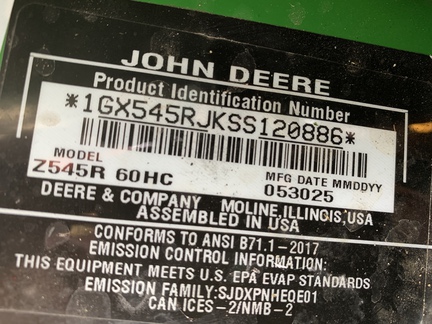 JOHN DEERE
Product Identification Number
*1GX545RJKSS120886*
MODEL
Z545R 60HC
MFG DATE MMDDYY
053025
DEERE & COMPANY MOLINE,ILLINOIS,USA
ASSEMBLED IN USA
CONFORMS TO ANSI B71.1-2017
EMISSION CONTROL INFORMATION:
THIS EQUIPMENT MEETS U.S. EPA EVAP STANDARDS
EMISSION FAMILY:SJDXPNHEQE01
CAN ICES-2/NMB-2